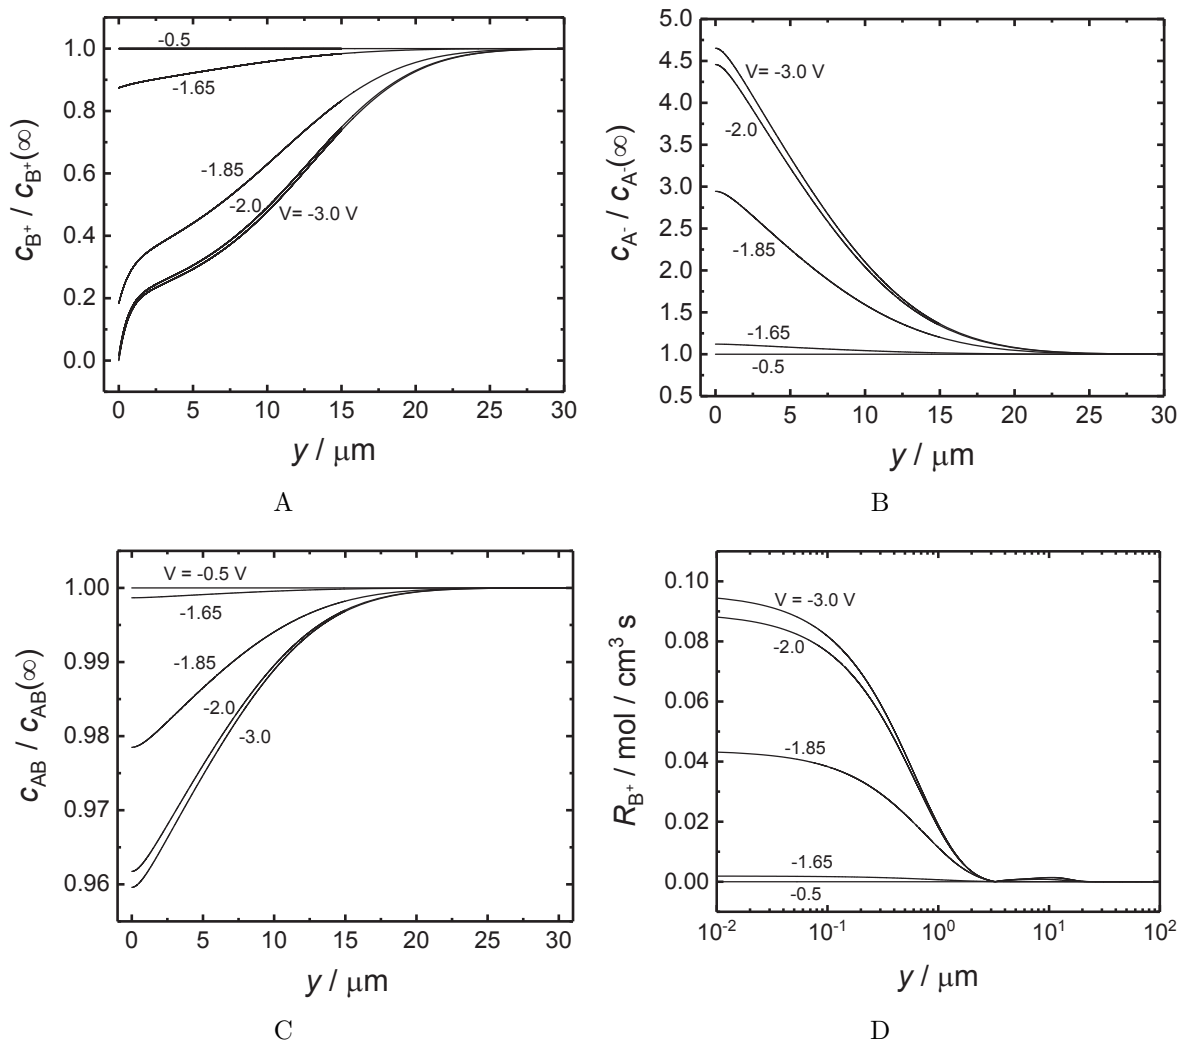 1.0
0.8
0.6
0.4
0.2
0.0
c_B+ / c_B+(∞)
-0.5
-1.65
-1.85
-2.0
V= -3.0 V
0 5 10 15 20 25 30
y / μm
A
5.0
4.5
4.0
3.5
3.0
2.5
2.0
1.5
1.0
0.5
c_A- / c_A-(∞)
V= -3.0 V
-2.0
-1.85
-1.65
-0.5
0 5 10 15 20 25 30
y / μm
B
1.00
0.99
0.98
0.97
0.96
c_AB / c_AB(∞)
V = -0.5 V
-1.65
-1.85
-2.0
-3.0
0 5 10 15 20 25 30
y / μm
C
0.10
0.08
0.06
0.04
0.02
0.00
R_B+ / mol / cm³ s
V = -3.0 V
-2.0
-1.85
-1.65
-0.5
10⁻² 10⁻¹ 10⁰ 10¹ 10²
y / μm
D